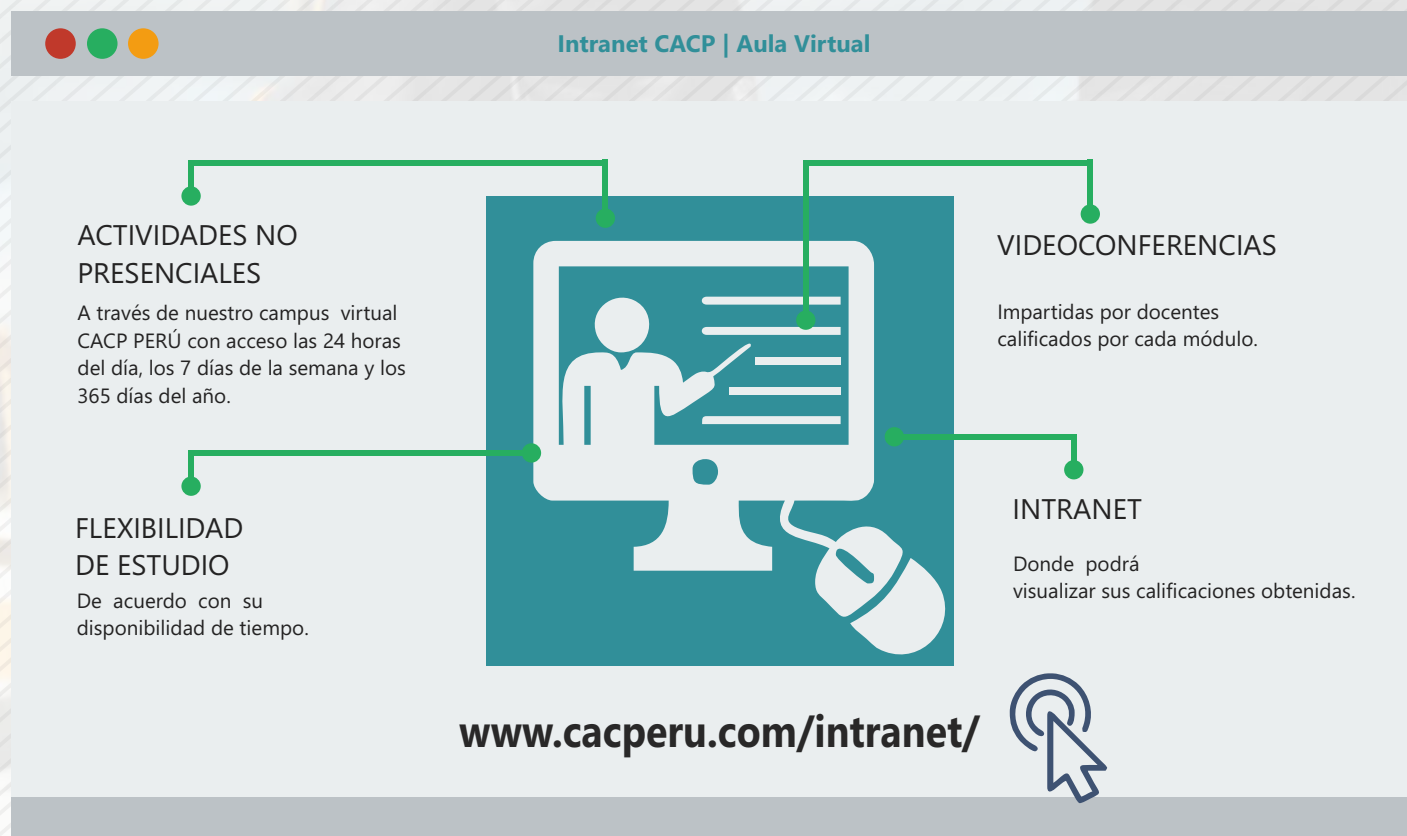 Intranet CACP | Aula Virtual
ACTIVIDADES NO
PRESENCIALES
A través de nuestro campus virtual
CACP PERÚ con acceso las 24 horas
del día, los 7 días de la semana y los
365 días del año.
VIDEOCONFERENCIAS
Impartidas por docentes
calificados por cada módulo.
FLEXIBILIDAD
DE ESTUDIO
De acuerdo con su
disponibilidad de tiempo.
INTRANET
Donde podrá
visualizar sus calificaciones obtenidas.
www.cacperu.com/intranet/